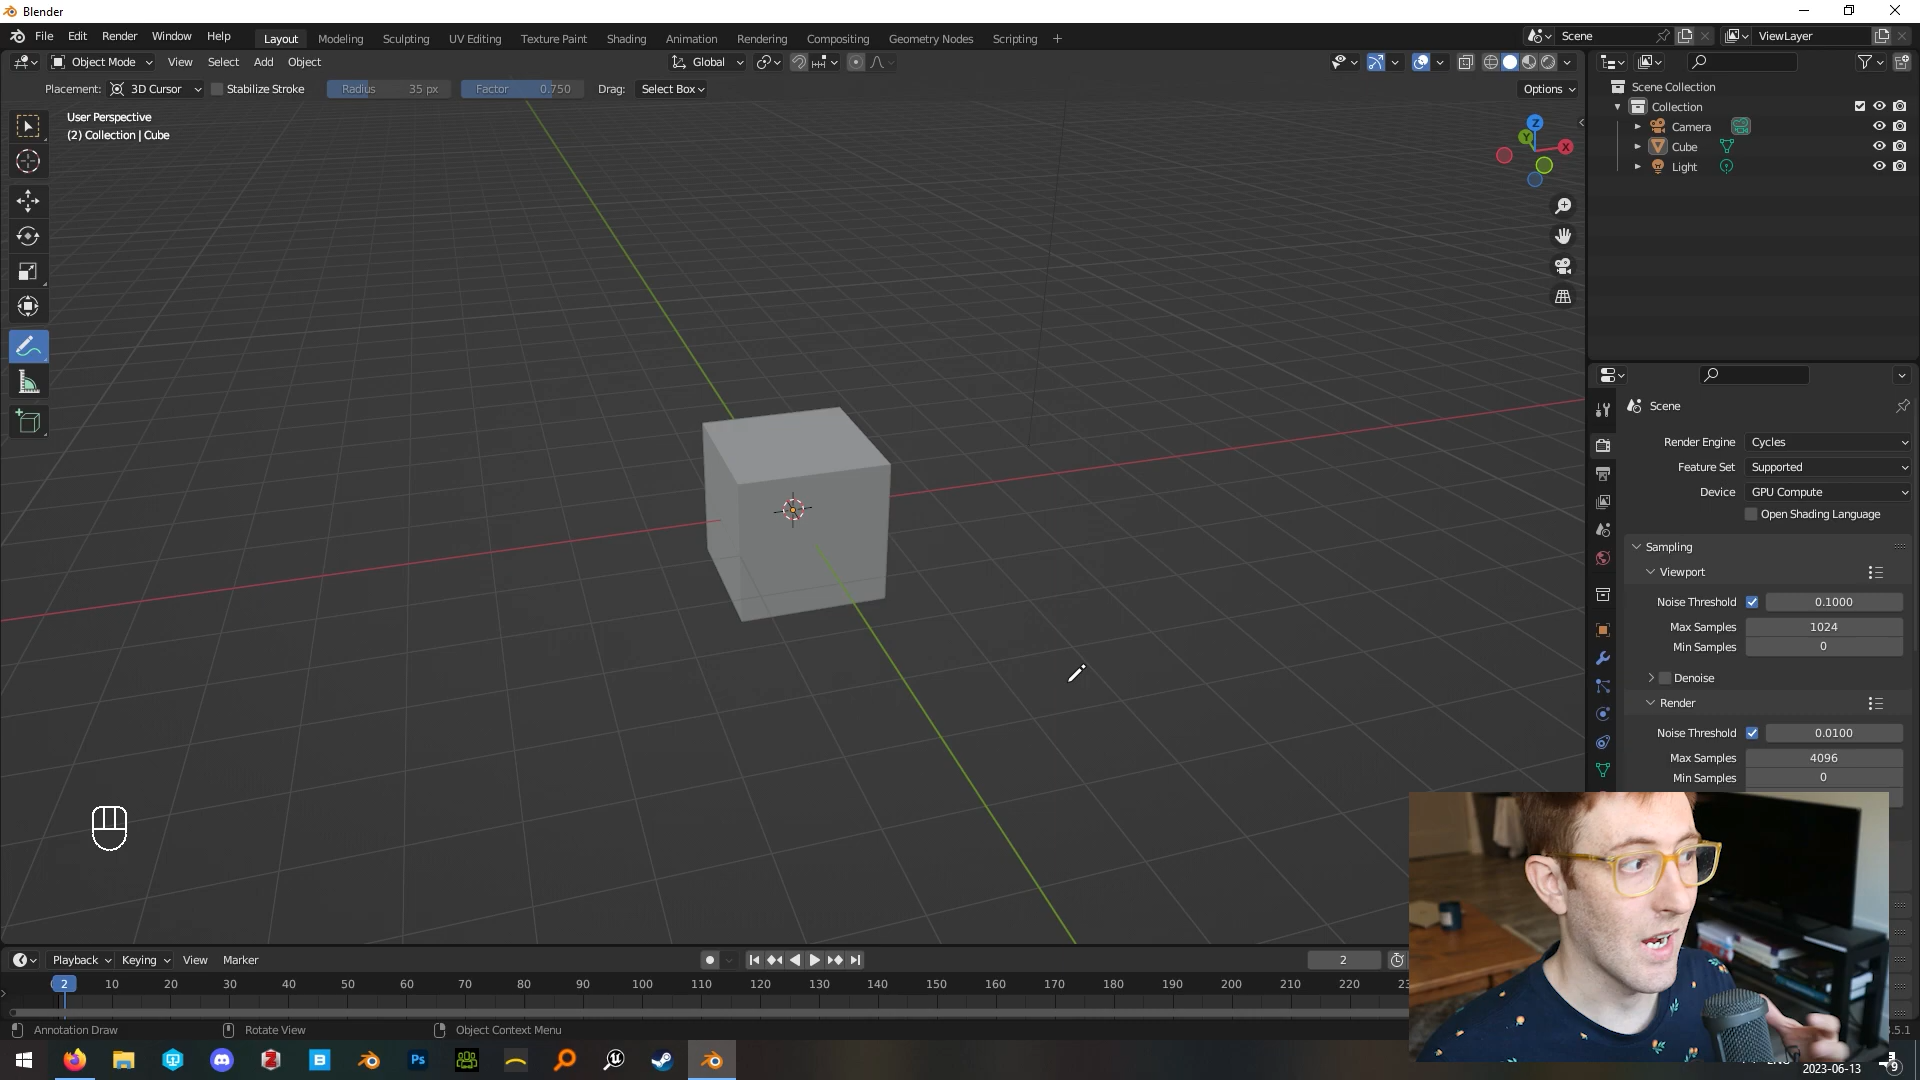 Blender
File Edit Render Window Help Layout Modeling Sculpting UV Editing Texture Paint Shading Animation Rendering Compositing Geometry Nodes Scripting + Scene ViewLayer
Object Mode View Select Add Object Global
Placement: 3D Cursor Stabilize Stroke Radius 35 px Factor 0.750 Drag: Select Box Options
User Perspective
(2) Collection | Cube
Z
Y
X
Scene Collection
Collection
Camera
Cube
Light
Scene
Render Engine Cycles
Feature Set Supported
Device GPU Compute
Open Shading Language
Sampling
Viewport
Noise Threshold 0.1000
Max Samples 1024
Min Samples 0
Denoise
Render
Noise Threshold 0.0100
Max Samples 4096
Min Samples 0
Playback Keying View Marker 2
2 10 20 30 40 50 60 70 80 90 100 110 120 130 140 150 160 170 180 190 200 210 220
Annotation Draw Rotate View Object Context Menu
.5.1
Z B Ps
2023-06-13
9